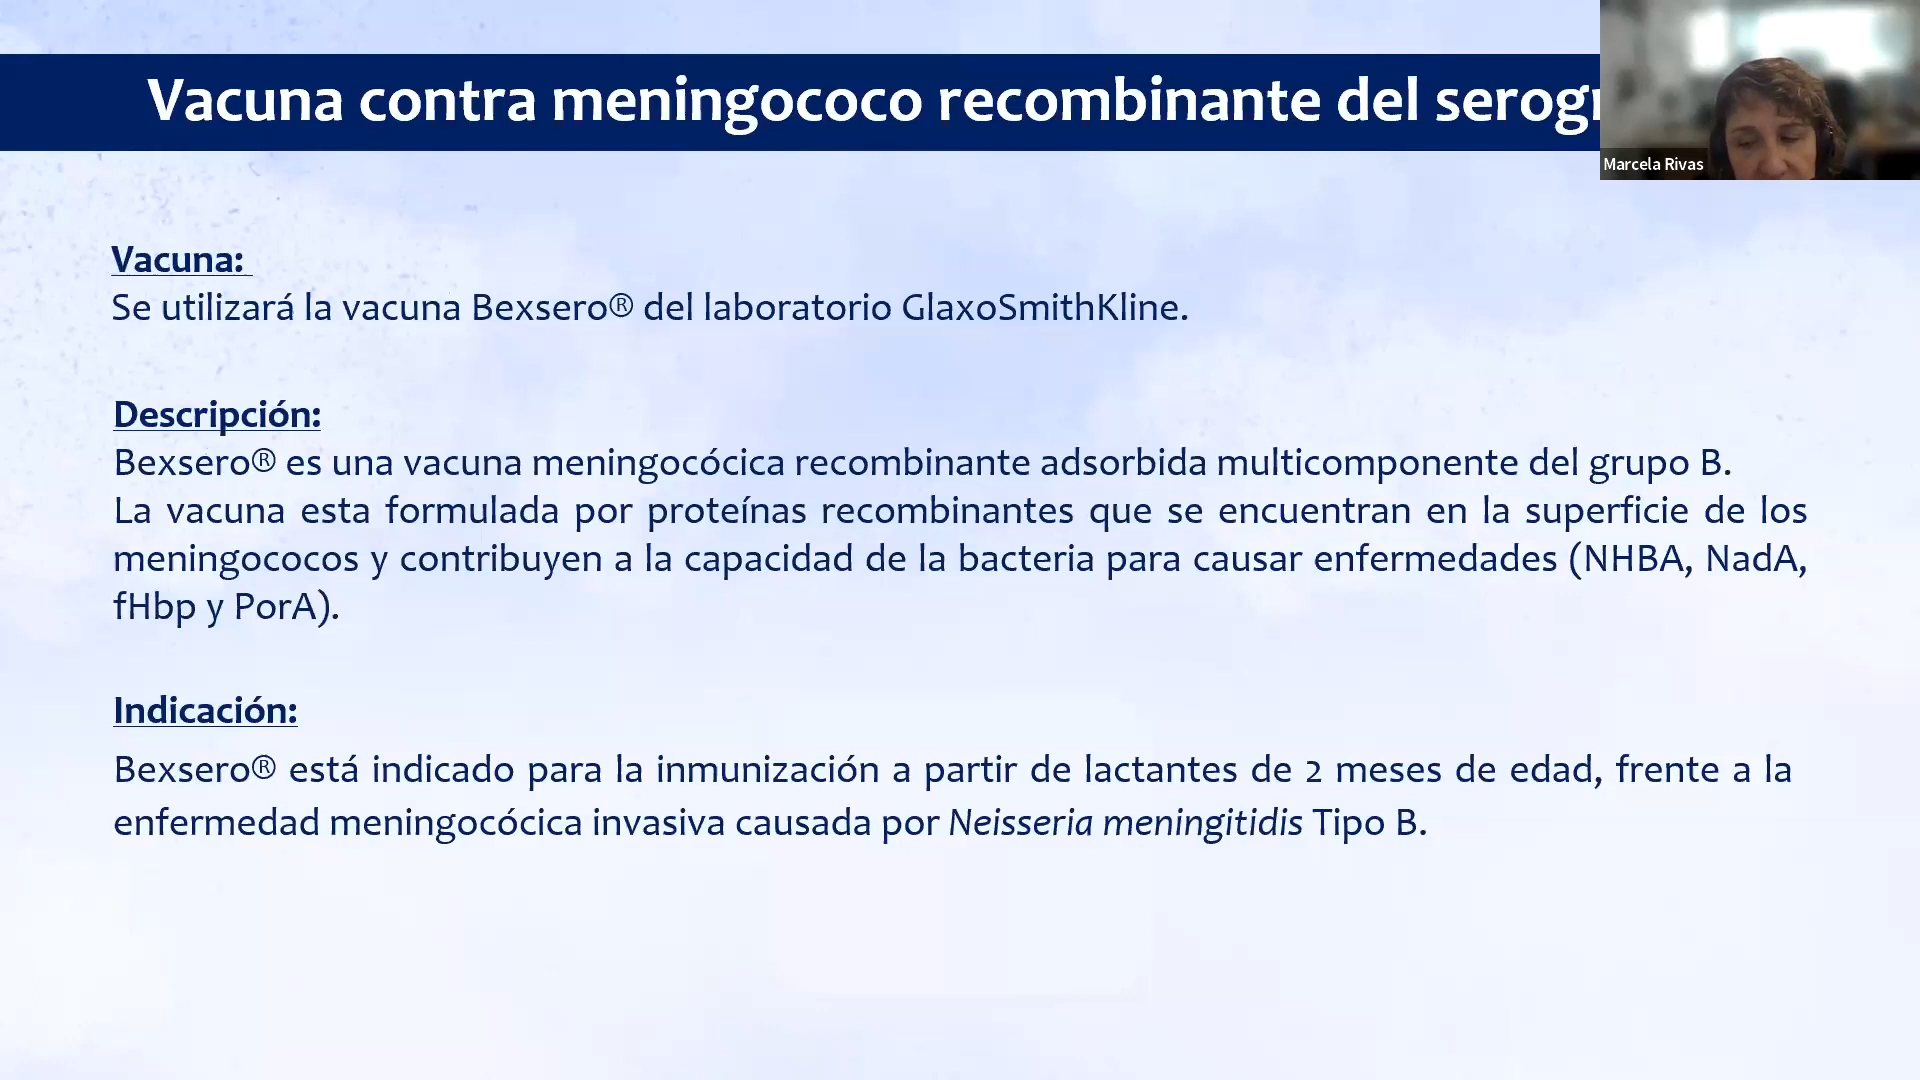 Vacuna contra meningococo recombinante del
Marcela Rivas
Vacuna:
Se utilizará la vacuna Bexsero® del laboratorio GlaxoSmithKline.
Descripción:
Bexsero® es una vacuna meningocócica recombinante adsorbida multicomponente del grupo B.
La vacuna esta formulada por proteínas recombinantes que se encuentran en la superficie de los
meningococos y contribuyen a la capacidad de la bacteria para causar enfermedades (NHBA, NadA,
fHbp y PorA).
Indicación:
Bexsero® está indicado para la inmunización a partir de lactantes de 2 meses de edad, frente a la
enfermedad meningocócica invasiva causada por Neisseria meningitidis Tipo B.